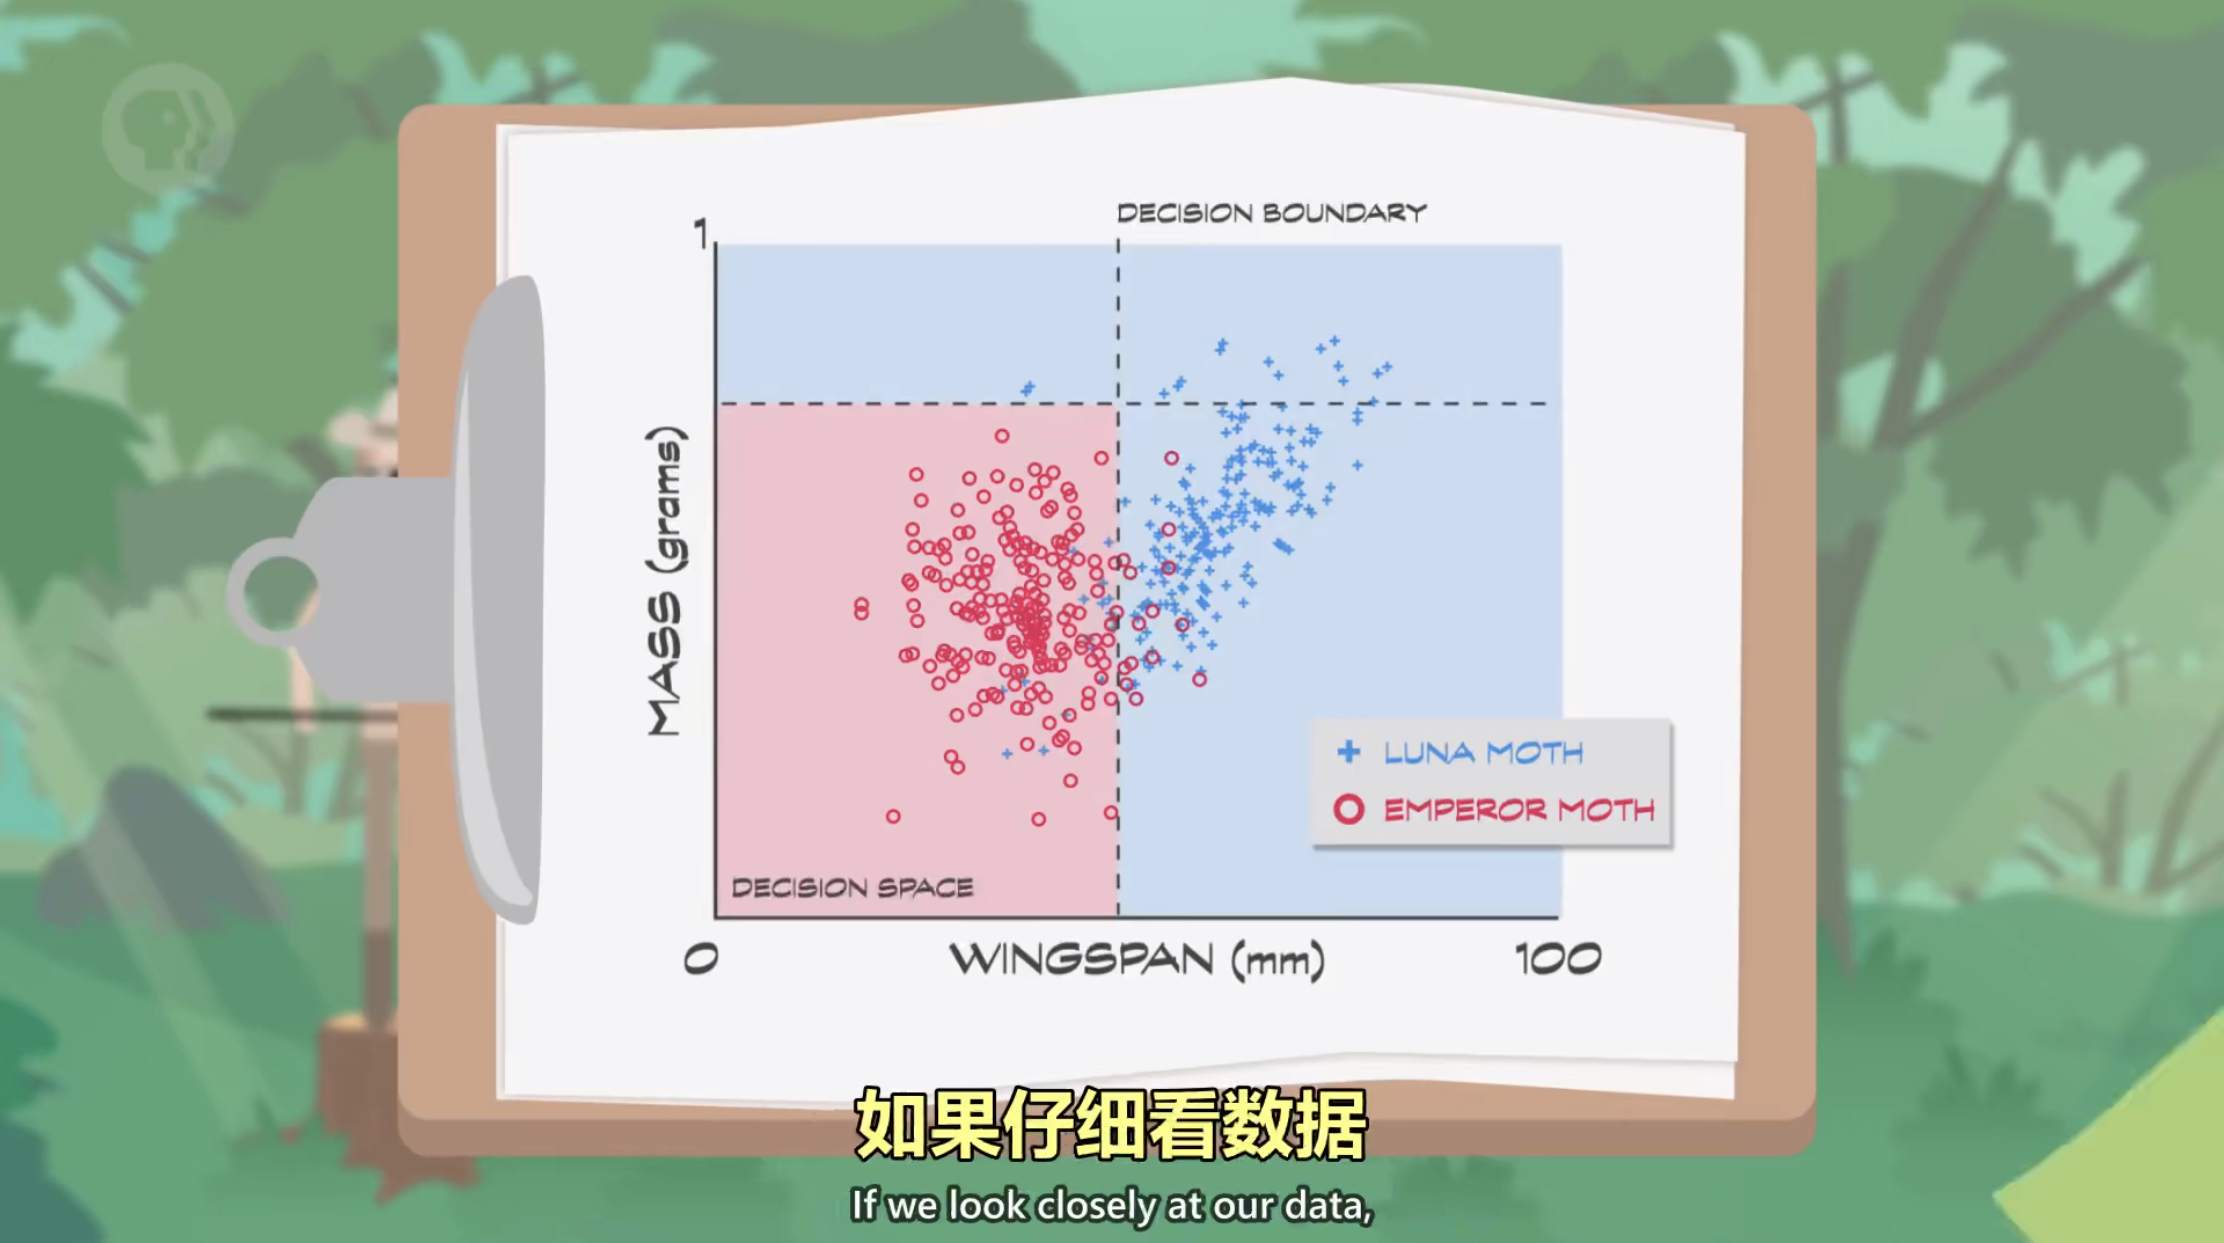 DECISION BOUNDARY
1
MASS (grams)
LUNA MOTH
EMPEROR MOTH
DECISION SPACE
0
WINGSPAN (mm)
100
如果仔细看数据
If we look closely at our data,